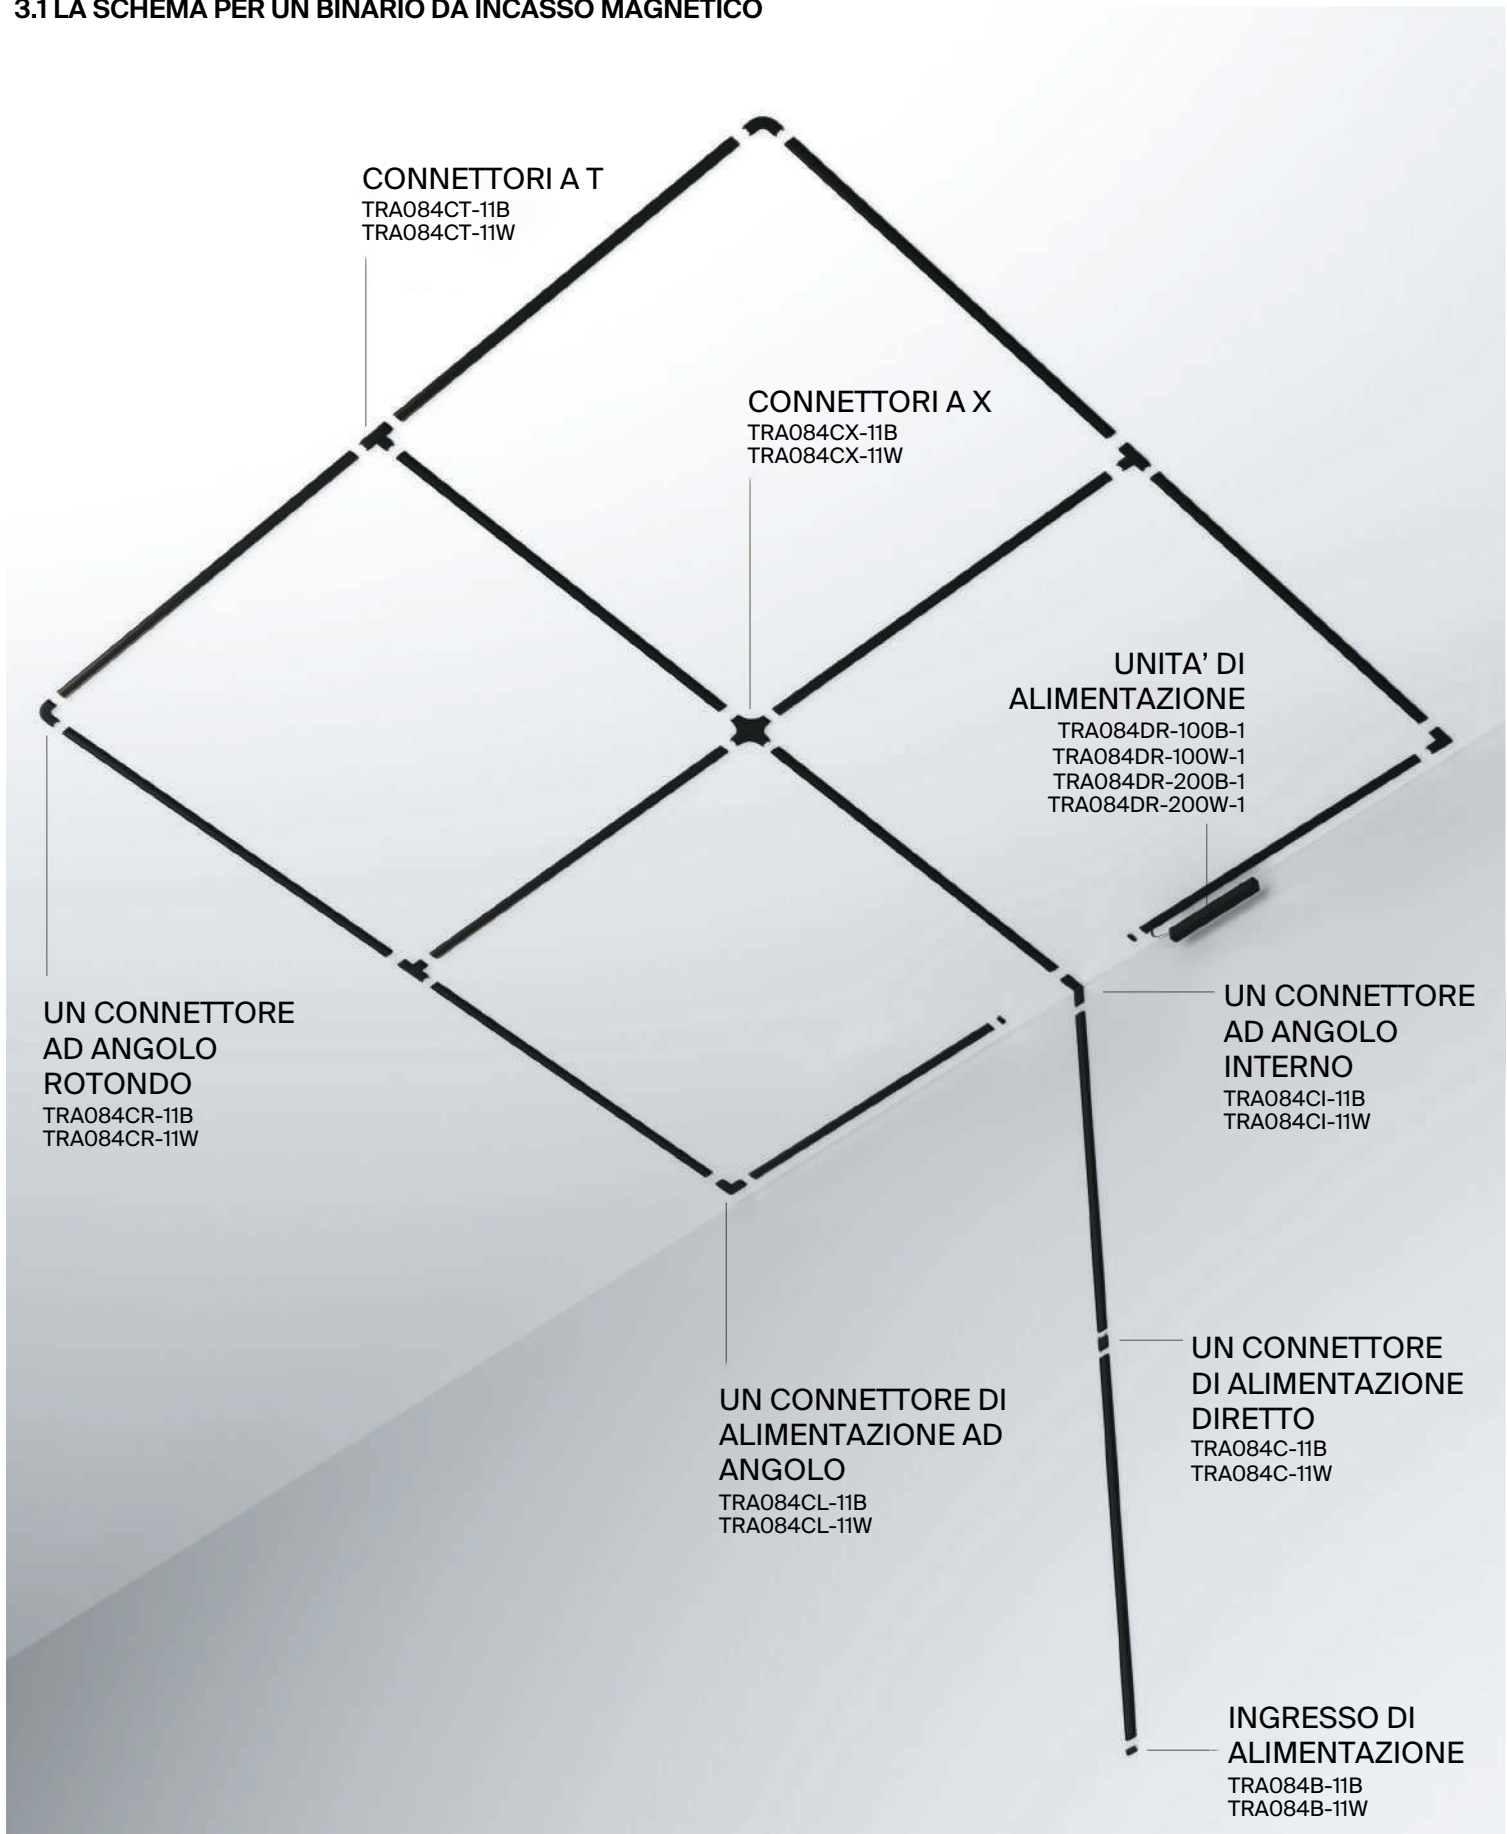 3.1 LA SCHEMA PER UN BINARIO DA INCASSO MAGNETICO
CONNETTORI A T
TRA084CT-11B
TRA084CT-11W
CONNETTORI A X
TRA084CX-11B
TRA084CX-11W
UNITA’ DI
ALIMENTAZIONE
TRA084DR-100B-1
TRA084DR-100W-1
TRA084DR-200B-1
TRA084DR-200W-1
UN CONNETTORE
AD ANGOLO
ROTONDO
TRA084CR-11B
TRA084CR-11W
UN CONNETTORE
AD ANGOLO
INTERNO
TRA084CI-11B
TRA084CI-11W
UN CONNETTORE
DI ALIMENTAZIONE
DIRETTO
TRA084C-11B
TRA084C-11W
UN CONNETTORE DI
ALIMENTAZIONE AD
ANGOLO
TRA084CL-11B
TRA084CL-11W
INGRESSO DI
ALIMENTAZIONE
TRA084B-11B
TRA084B-11W